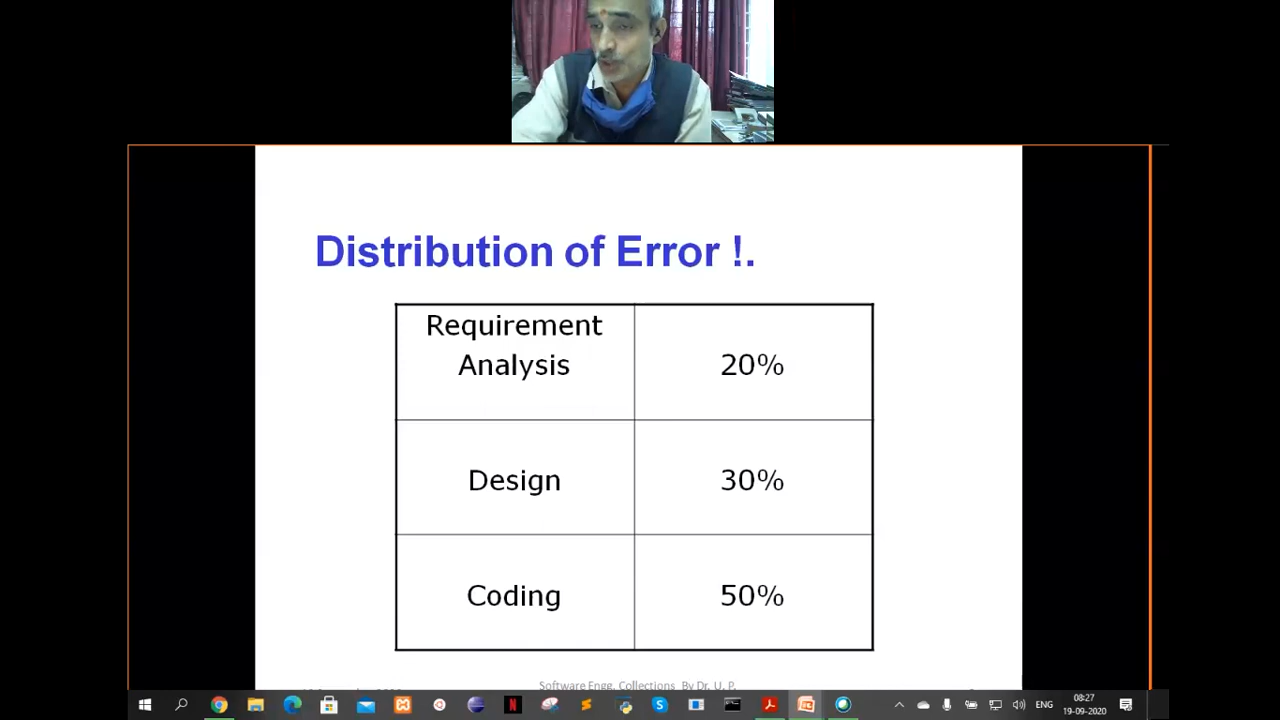 Distribution of Error !.
Requirement
Analysis
20%
Design
30%
Coding
50%
Software Engg. Collections By Dr. U. P.
ENG
08:27
19-09-2020